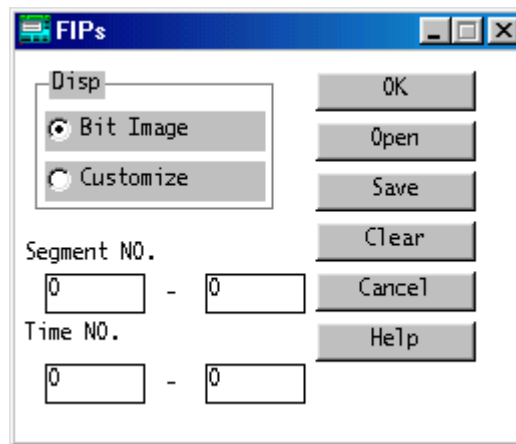 FIPs
Disp
Bit Image
Customize
Segment NO.
0 - 0
Time NO.
0 - 0
OK
Open
Save
Clear
Cancel
Help